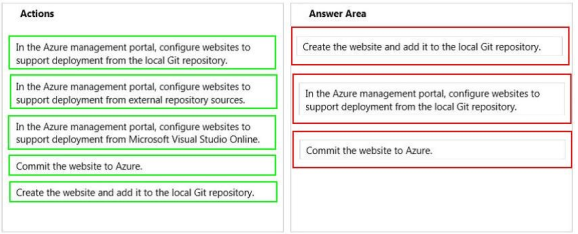 Actions
In the Azure management portal, configure websites to
support deployment from the local Git repository.
In the Azure management portal, configure websites to
support deployment from external repository sources.
In the Azure management portal, configure websites to
support deployment from Microsoft Visual Studio Online.
Commit the website to Azure.
Create the website and add it to the local Git repository.
Answer Area
Create the website and add it to the local Git repository.
In the Azure management portal, configure websites to
support deployment from the local Git repository.
Commit the website to Azure.